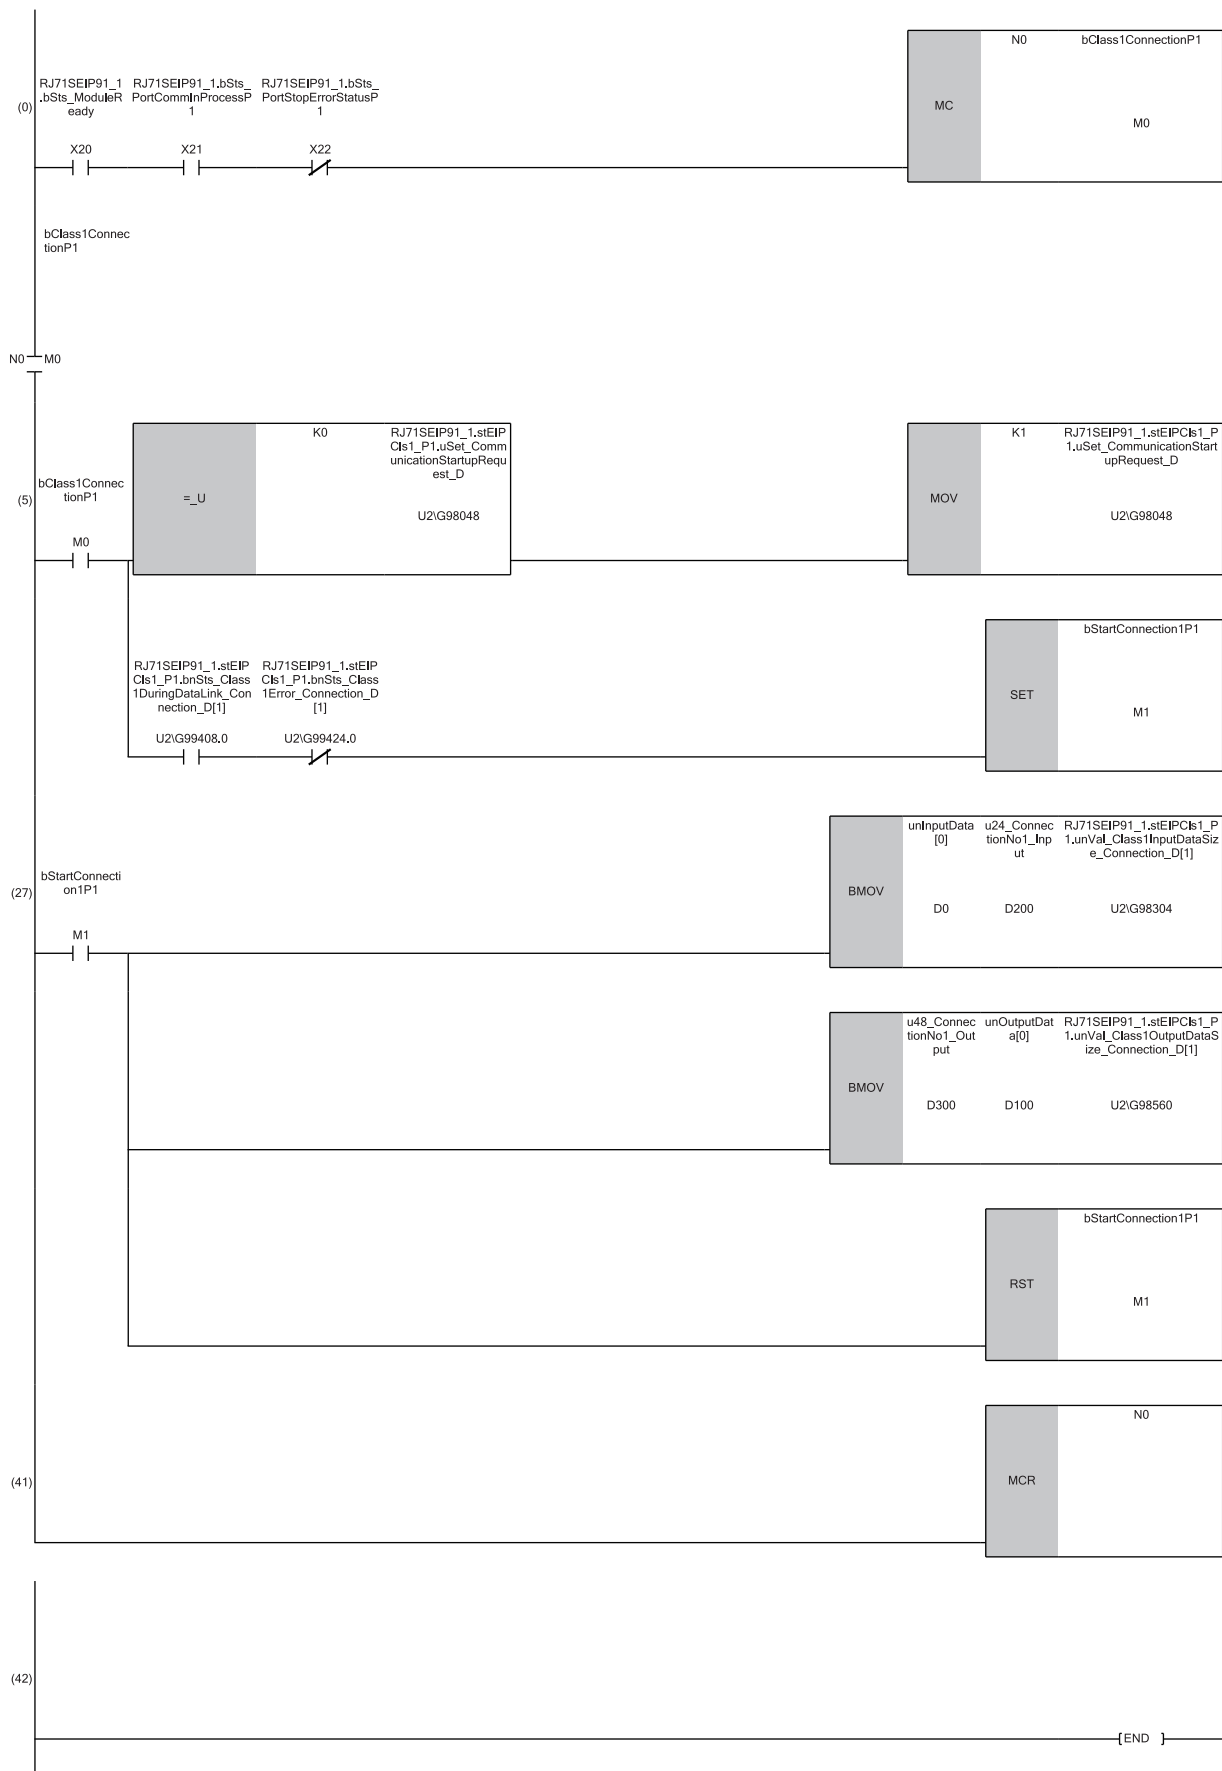 N0
bClass1ConnectionP1
RJ71SEIP91_1
.bSts_ModuleR
eady
RJ71SEIP91_1.bSts_
PortCommInProcessP
1
RJ71SEIP91_1.bSts_
PortStopErrorStatusP
1
(0)
MC
M0
X20
X21
X22
bClass1Connec
tionP1
N0
M0
K0
RJ71SEIP91_1.stEIP
Cls1_P1.uSet_Comm
unicationStartupRequ
est_D
K1
RJ71SEIP91_1.stEIPCls1_P
1.uSet_CommunicationStart
upRequest_D
bClass1Connec
tionP1
(5)
=_U
MOV
U2\G98048
U2\G98048
M0
bStartConnection1P1
RJ71SEIP91_1.stEIP
Cls1_P1.bnSts_Class
1DuringDataLink_Con
nection_D[1]
RJ71SEIP91_1.stEIP
Cls1_P1.bnSts_Class
1Error_Connection_D
[1]
SET
M1
U2\G99408.0
U2\G99424.0
unInputData
[0]
u24_Connec
tionNo1_Inp
ut
RJ71SEIP91_1.stEIPCls1_P
1.unVal_Class1InputDataSiz
e_Connection_D[1]
bStartConnecti
on1P1
(27)
BMOV
D0
D200
U2\G98304
M1
u48_Connec
tionNo1_Out
put
unOutputDat
a[0]
RJ71SEIP91_1.stEIPCls1_P
1.unVal_Class1OutputDataS
ize_Connection_D[1]
BMOV
D300
D100
U2\G98560
bStartConnection1P1
RST
M1
N0
(41)
MCR
(42)
[END ]